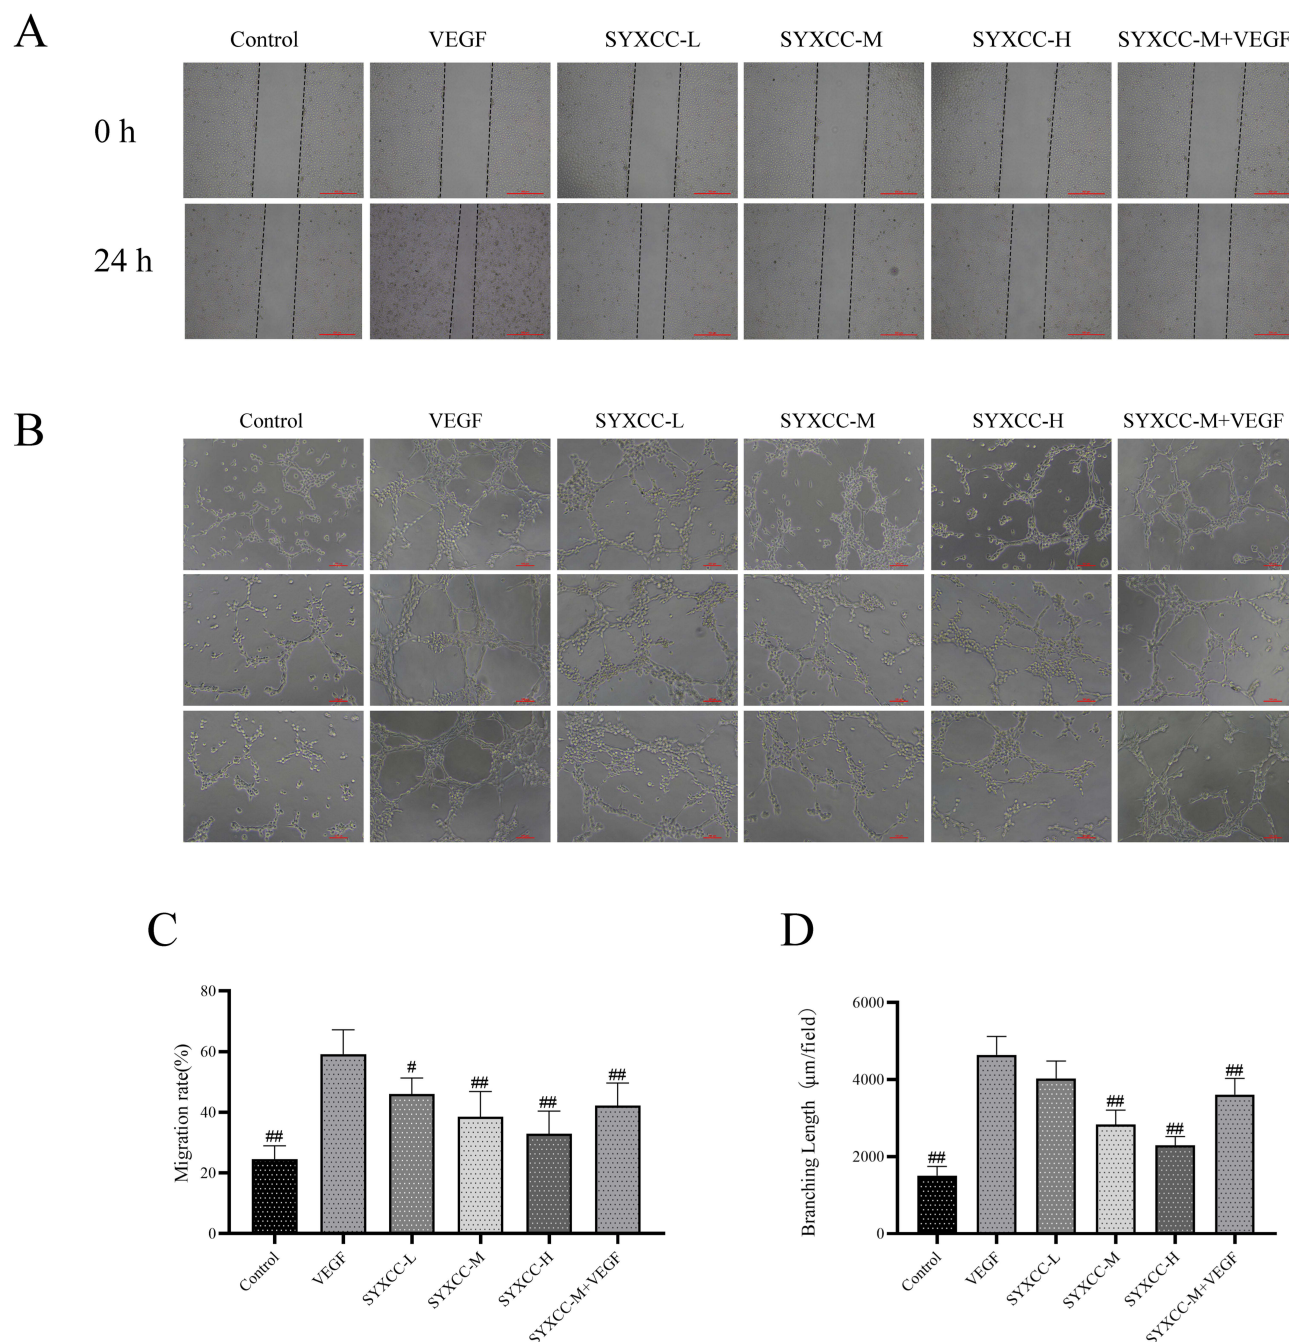 A
Control VEGF SYXCC-L SYXCC-M SYXCC-H SYXCC-M+VEGF
0 h
24 h
B
Control VEGF SYXCC-L SYXCC-M SYXCC-H SYXCC-M+VEGF
C
Migration rate(%)
80
60
40
20
0
## # ## ## ##
Control VEGF SYXCC-L SYXCC-M SYXCC-H SYXCC-M+VEGF
D
Branching Length (μm/field)
6000
4000
2000
0
## ## ## ##
Control VEGF SYXCC-L SYXCC-M SYXCC-H SYXCC-M+VEGF